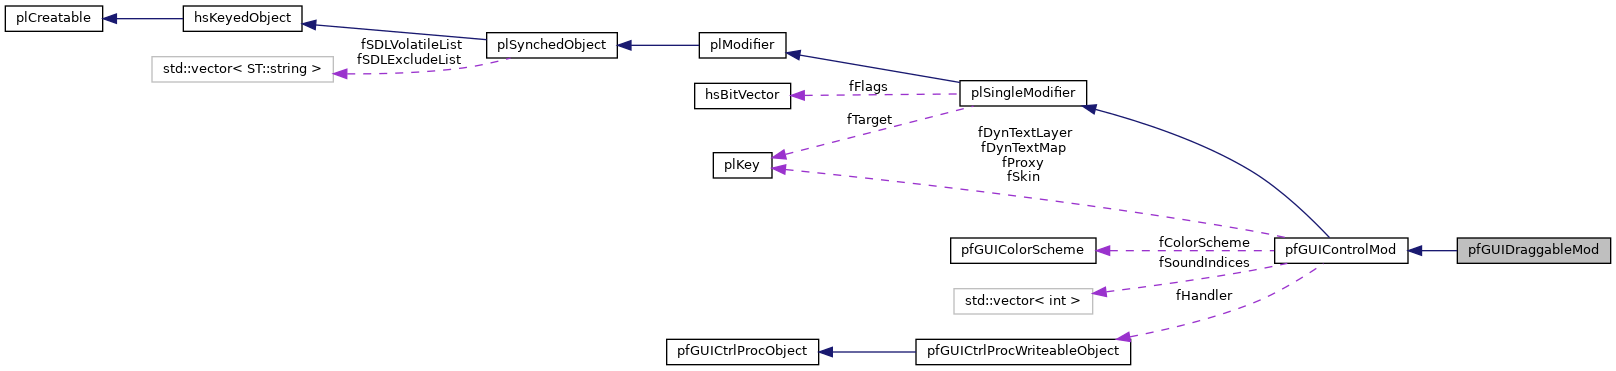 plCreatable
hsKeyedObject
plSynchedObject
plModifier
fSDLVolatileList
fSDLExcludeList
std::vector< ST::string >
hsBitVector
fFlags
plSingleModifier
fTarget
plKey
fDynTextLayer
fDynTextMap
fProxy
fSkin
pfGUIColorScheme
fColorScheme
pfGUIControlMod
pfGUIDraggableMod
fSoundIndices
std::vector< int >
fHandler
pfGUICtrlProcObject
pfGUICtrlProcWriteableObject